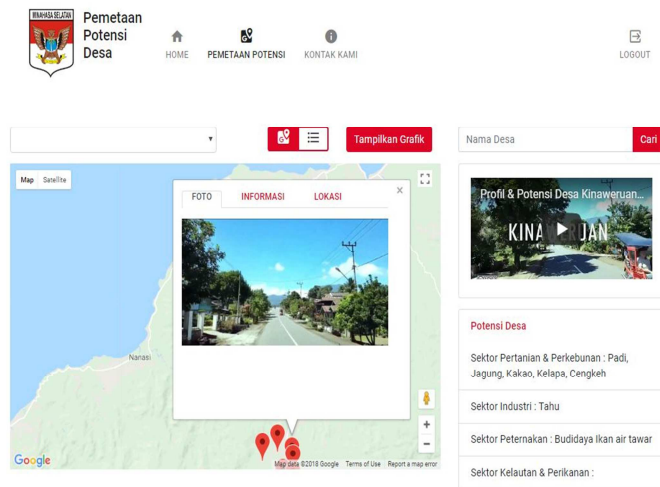 MINAHASA SELATAN
Pemetaan
Potensi
Desa
HOME
PEMETAAN POTENSI
KONTAK KAMI
LOGOUT
Tampilkan Grafik
Nama Desa
Cari
Map
Satellite
FOTO
INFORMASI
LOKASI
×
Nanasi
Google
Map data ©2018 Google
Terms of Use
Report a map error
Profil & Potensi Desa Kinaweruan...
KINAWERUAN
Potensi Desa
Sektor Pertanian & Perkebunan : Padi,
Jagung, Kakao, Kelapa, Cengkeh
Sektor Industri : Tahu
Sektor Peternakan : Budidaya Ikan air tawar
Sektor Kelautan & Perikanan :